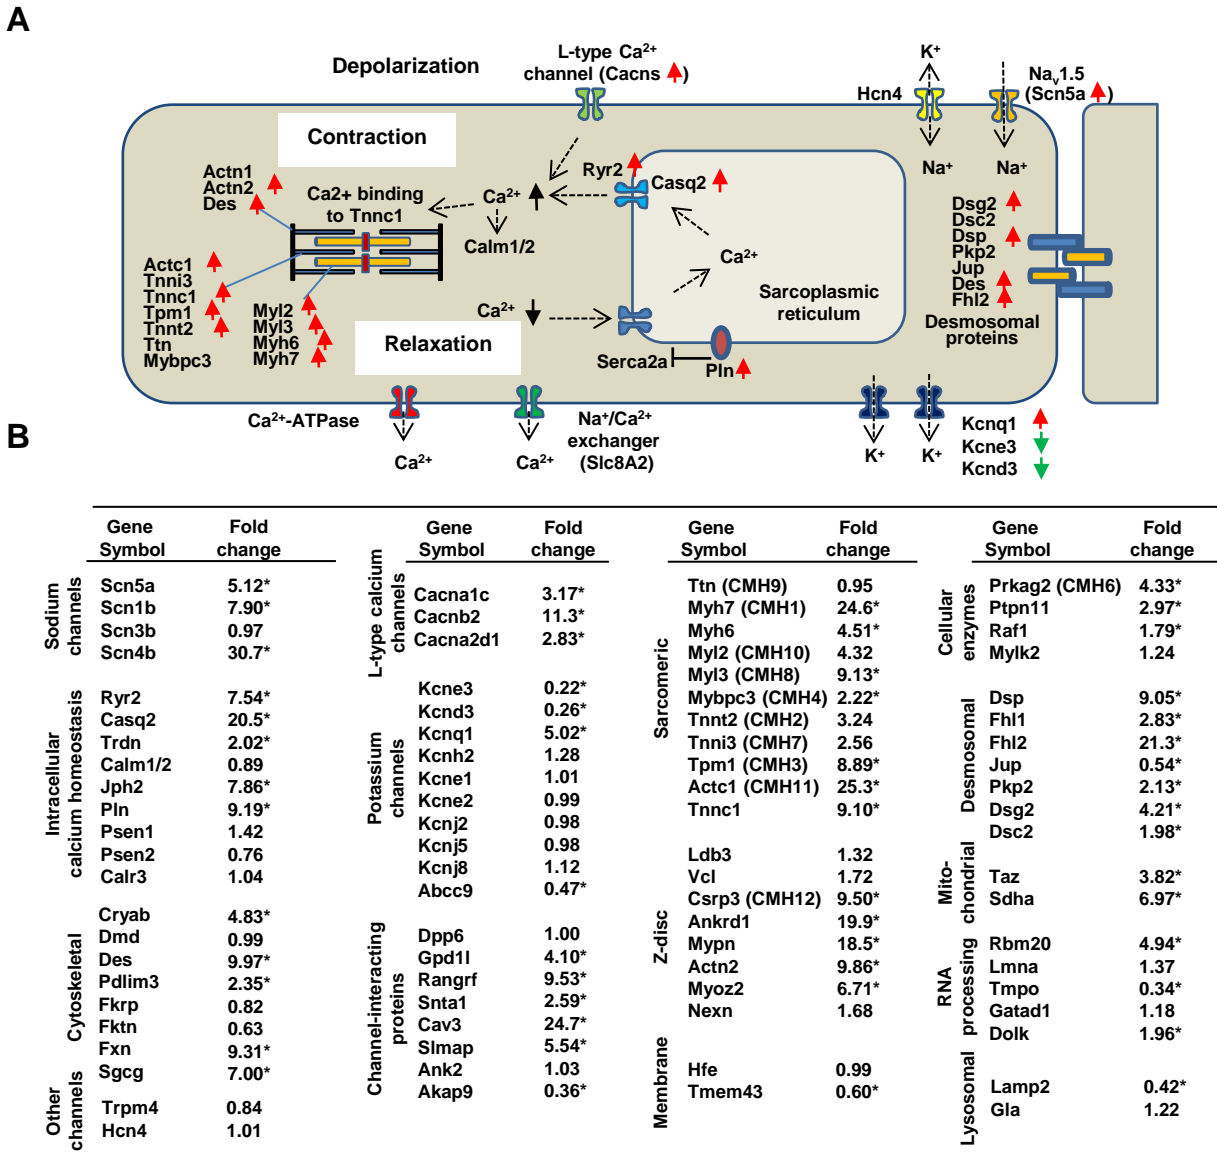 A
Depolarization
L-type Ca²⁺
channel (Cacns )
K⁺
Hcn4
Naᵥ1.5
(Scn5a )
Contraction
Actn1
Actn2
Des
Ca2+ binding
to Tnnc1
Ca²⁺
Calm1/2
Ryr2
Casq2
Na⁺
Na⁺
Dsg2
Dsc2
Dsp
Pkp2
Jup
Des
Fhl2
Desmosomal
proteins
Actc1
Tnni3
Tnnc1
Tpm1
Tnnt2
Ttn
Mybpc3
Myl2
Myl3
Myh6
Myh7
Ca²⁺
Ca²⁺
Sarcoplasmic
reticulum
Relaxation
Serca2a
Pln
Ca²⁺-ATPase
Ca²⁺
Ca²⁺
Na⁺/Ca²⁺
exchanger
(Slc8A2)
K⁺
K⁺
Kcnq1
Kcne3
Kcnd3
B
Gene Symbol Fold change
Sodium channels
Scn5a 5.12*
Scn1b 7.90*
Scn3b 0.97
Scn4b 30.7*
Intracellular calcium homeostasis
Ryr2 7.54*
Casq2 20.5*
Trdn 2.02*
Calm1/2 0.89
Jph2 7.86*
Pln 9.19*
Psen1 1.42
Psen2 0.76
Calr3 1.04
Cytoskeletal
Cryab 4.83*
Dmd 0.99
Des 9.97*
Pdlim3 2.35*
Fkrp 0.82
Fktn 0.63
Fxn 9.31*
Sgcg 7.00*
Other channels
Trpm4 0.84
Hcn4 1.01
Gene Symbol Fold change
L-type calcium channels
Cacna1c 3.17*
Cacnb2 11.3*
Cacna2d1 2.83*
Potassium channels
Kcne3 0.22*
Kcnd3 0.26*
Kcnq1 5.02*
Kcnh2 1.28
Kcne1 1.01
Kcne2 0.99
Kcnj2 0.98
Kcnj5 0.98
Kcnj8 1.12
Abcc9 0.47*
Channel-interacting proteins
Dpp6 1.00
Gpd1l 4.10*
Rangrf 9.53*
Snta1 2.59*
Cav3 24.7*
Slmap 5.54*
Ank2 1.03
Akap9 0.36*
Gene Symbol Fold change
Sarcomeric
Ttn (CMH9) 0.95
Myh7 (CMH1) 24.6*
Myh6 4.51*
Myl2 (CMH10) 4.32
Myl3 (CMH8) 9.13*
Mybpc3 (CMH4) 2.22*
Tnnt2 (CMH2) 3.24
Tnni3 (CMH7) 2.56
Tpm1 (CMH3) 8.89*
Actc1 (CMH11) 25.3*
Tnnc1 9.10*
Z-disc
Ldb3 1.32
Vcl 1.72
Csrp3 (CMH12) 9.50*
Ankrd1 19.9*
Mypn 18.5*
Actn2 9.86*
Myoz2 6.71*
Nexn 1.68
Membrane
Hfe 0.99
Tmem43 0.60*
Gene Symbol Fold change
Cellular enzymes
Prkag2 (CMH6) 4.33*
Ptpn11 2.97*
Raf1 1.79*
Mylk2 1.24
Desmosomal
Dsp 9.05*
Fhl1 2.83*
Fhl2 21.3*
Jup 0.54*
Pkp2 2.13*
Dsg2 4.21*
Dsc2 1.98*
Mito-chondrial
Taz 3.82*
Sdha 6.97*
RNA processing
Rbm20 4.94*
Lmna 1.37
Tmpo 0.34*
Gatad1 1.18
Dolk 1.96*
Lysosomal
Lamp2 0.42*
Gla 1.22